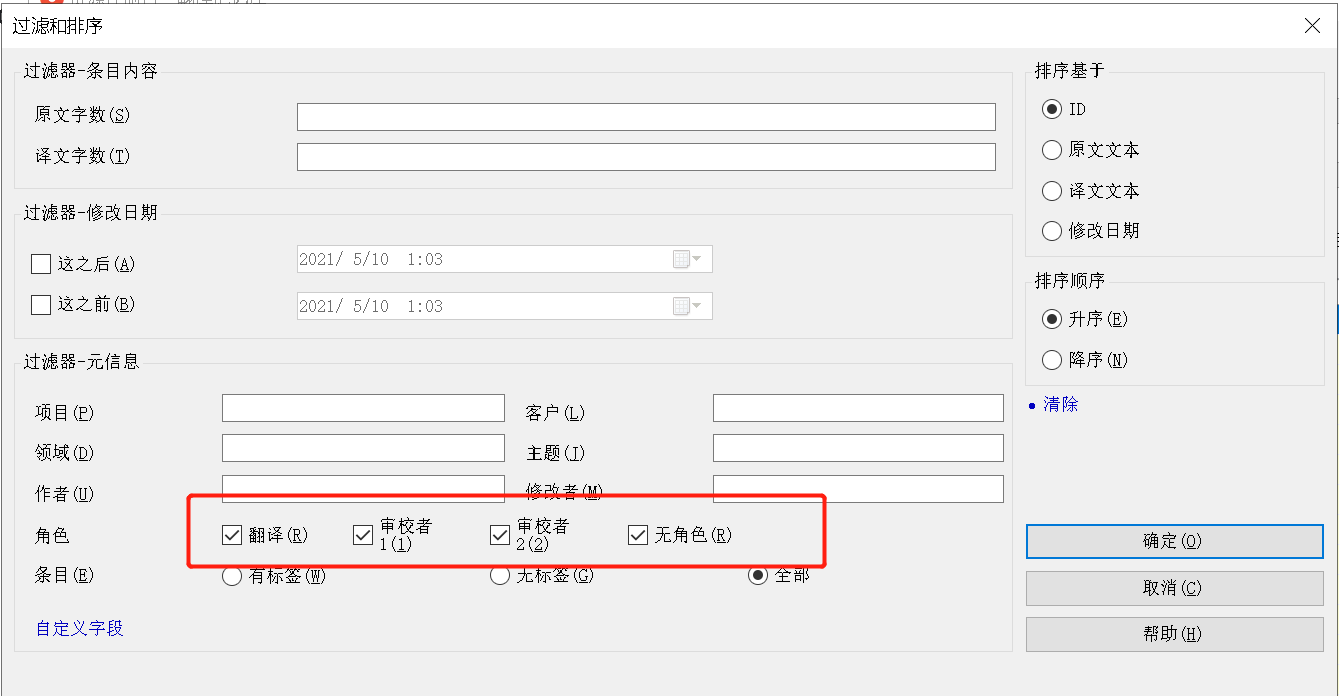 过滤和排序
过滤器-条目内容
原文字数(S)
译文字数(T)
过滤器-修改日期
这之后(A)
2021/ 5/10 1:03
这之前(B)
2021/ 5/10 1:03
过滤器-元信息
项目(P)
客户(L)
领域(D)
主题(J)
作者(U)
修改者(M)
角色
翻译(R)
审校者
1(1)
审校者
2(2)
无角色(R)
条目(E)
有标签(W)
无标签(G)
全部
自定义字段
排序基于
ID
原文文本
译文文本
修改日期
排序顺序
升序(E)
降序(N)
清除
确定(O)
取消(C)
帮助(H)